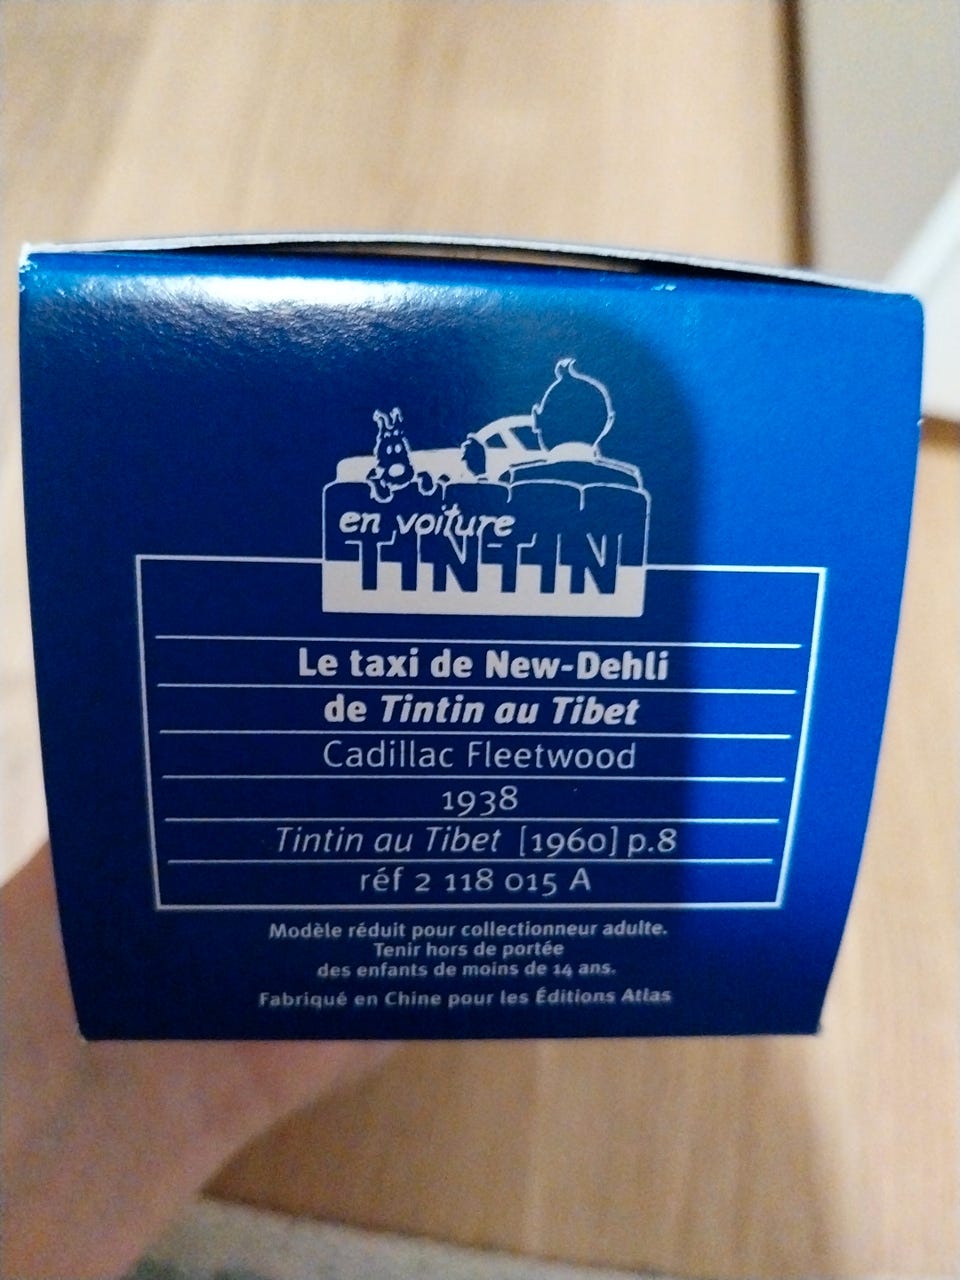 en voiture
TINTIN
Le taxi de New-Dehli
de Tintin au Tibet
Cadillac Fleetwood
1938
Tintin au Tibet [1960] p.8
réf 2 118 015 A
Modèle réduit pour collectionneur adulte.
Tenir hors de portée
des enfants de moins de 14 ans.
Fabriqué en Chine pour les Éditions Atlas